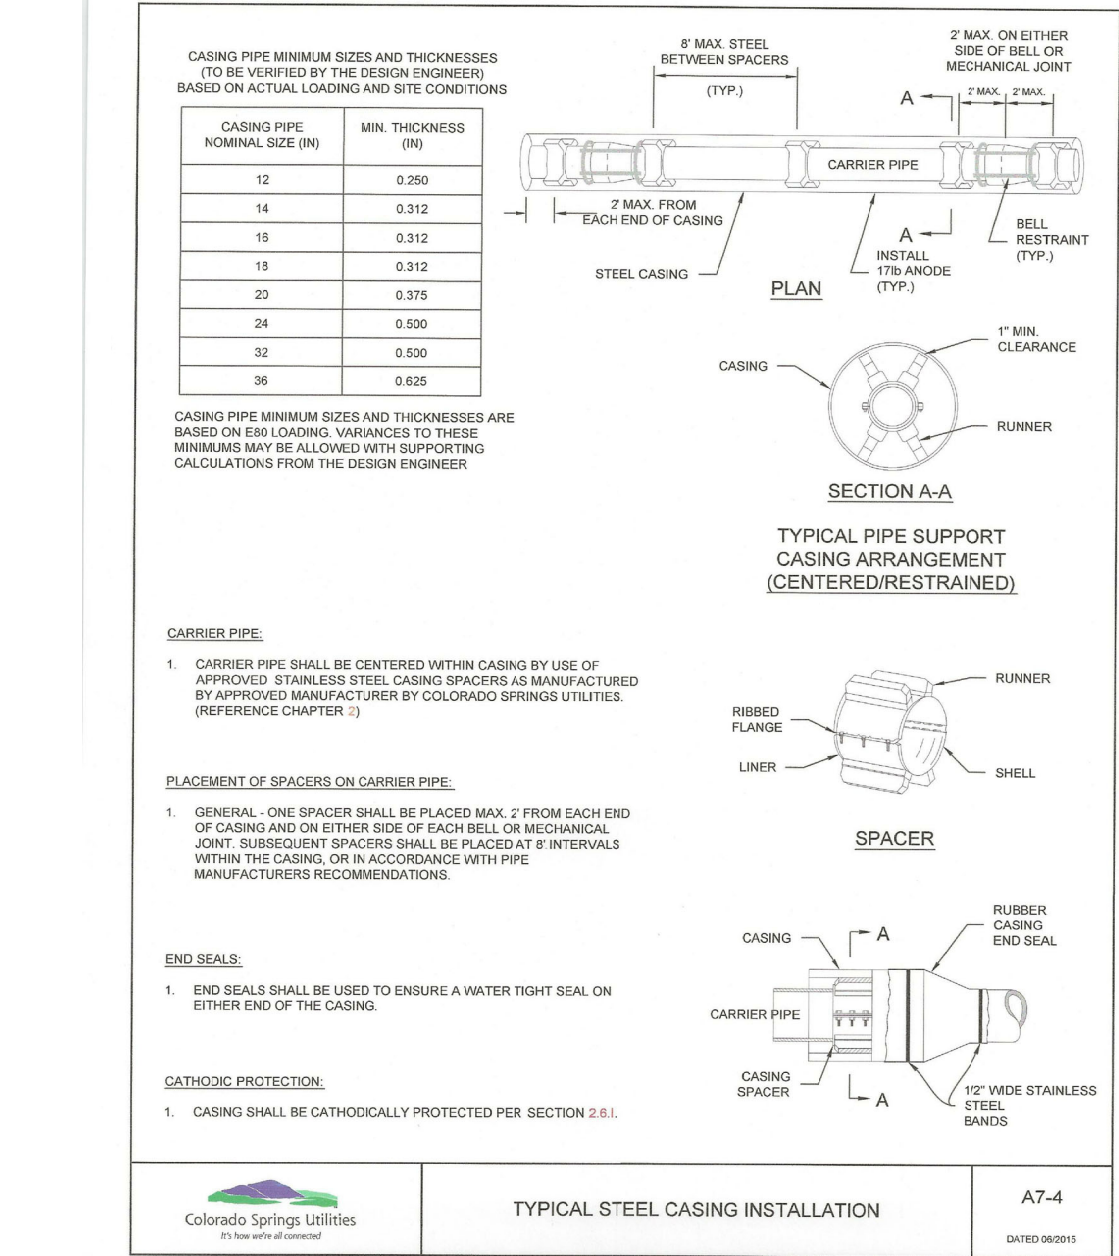 CASING PIPE MINIMUM SIZES AND THICKNESSES
(TO BE VERIFIED BY THE DESIGN ENGINEER)
BASED ON ACTUAL LOADING AND SITE CONDITIONS
CASING PIPE NOMINAL SIZE (IN) MIN. THICKNESS (IN)
12 0.250
14 0.312
16 0.312
18 0.312
20 0.375
24 0.500
32 0.500
36 0.625
CASING PIPE MINIMUM SIZES AND THICKNESSES ARE
BASED ON E80 LOADING. VARIANCES TO THESE
MINIMUMS MAY BE ALLOWED WITH SUPPORTING
CALCULATIONS FROM THE DESIGN ENGINEER
8' MAX. STEEL
BETWEEN SPACERS
(TYP.)
2' MAX. ON EITHER
SIDE OF BELL OR
MECHANICAL JOINT
A
2' MAX. 2' MAX.
CARRIER PIPE
2' MAX. FROM
EACH END OF CASING
STEEL CASING
A
INSTALL
17lb ANODE
(TYP.)
BELL
RESTRAINT
(TYP.)
PLAN
CASING
1" MIN.
CLEARANCE
RUNNER
SECTION A-A
TYPICAL PIPE SUPPORT
CASING ARRANGEMENT
(CENTERED/RESTRAINED)
CARRIER PIPE:
1. CARRIER PIPE SHALL BE CENTERED WITHIN CASING BY USE OF
APPROVED STAINLESS STEEL CASING SPACERS AS MANUFACTURED
BY APPROVED MANUFACTURER BY COLORADO SPRINGS UTILITIES.
(REFERENCE CHAPTER 2)
PLACEMENT OF SPACERS ON CARRIER PIPE:
1. GENERAL - ONE SPACER SHALL BE PLACED MAX. 2' FROM EACH END
OF CASING AND ON EITHER SIDE OF EACH BELL OR MECHANICAL
JOINT. SUBSEQUENT SPACERS SHALL BE PLACED AT 8' INTERVALS
WITHIN THE CASING, OR IN ACCORDANCE WITH PIPE
MANUFACTURERS RECOMMENDATIONS.
END SEALS:
1. END SEALS SHALL BE USED TO ENSURE A WATER TIGHT SEAL ON
EITHER END OF THE CASING.
CATHODIC PROTECTION:
1. CASING SHALL BE CATHODICALLY PROTECTED PER SECTION 2.6.I.
RUNNER
RIBBED
FLANGE
LINER
SHELL
SPACER
RUBBER
CASING
END SEAL
CASING
A
CARRIER PIPE
CASING
SPACER
A
1/2" WIDE STAINLESS
STEEL
BANDS
Colorado Springs Utilities
It's how we're all connected
TYPICAL STEEL CASING INSTALLATION
A7-4
DATED 06/2015